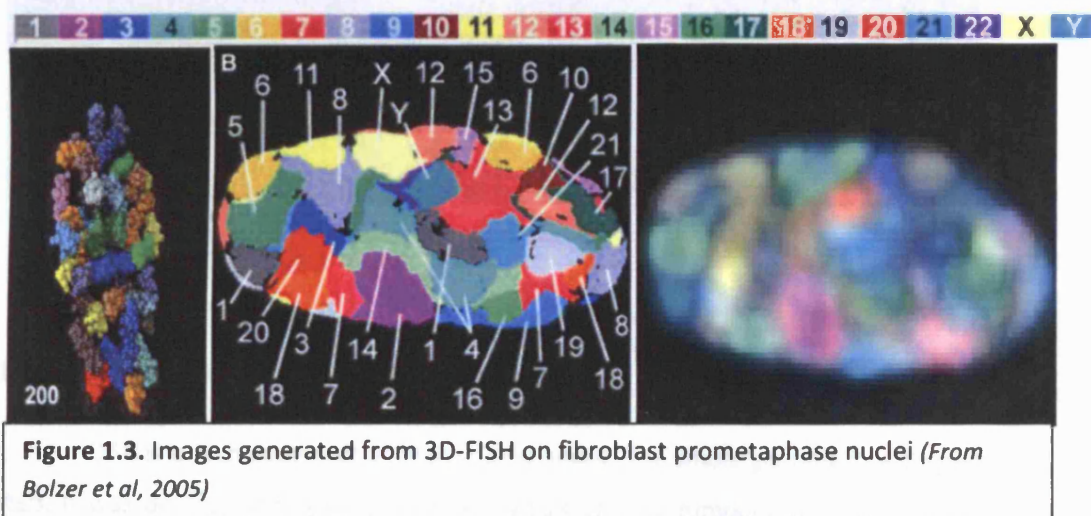 1 2 3 4 5 6 7 8 9 10 11 12 13 14 15 16 17 18 19 20 21 22 X Y
B
6 11 8 X Y 12 15 13 6 10 12 21 17
5
1 20 3 18 7 14 2 1 4 16 9 7 19 18 8
200
Figure 1.3. Images generated from 3D-FISH on fibroblast prometaphase nuclei (From
Bolzer et al, 2005)